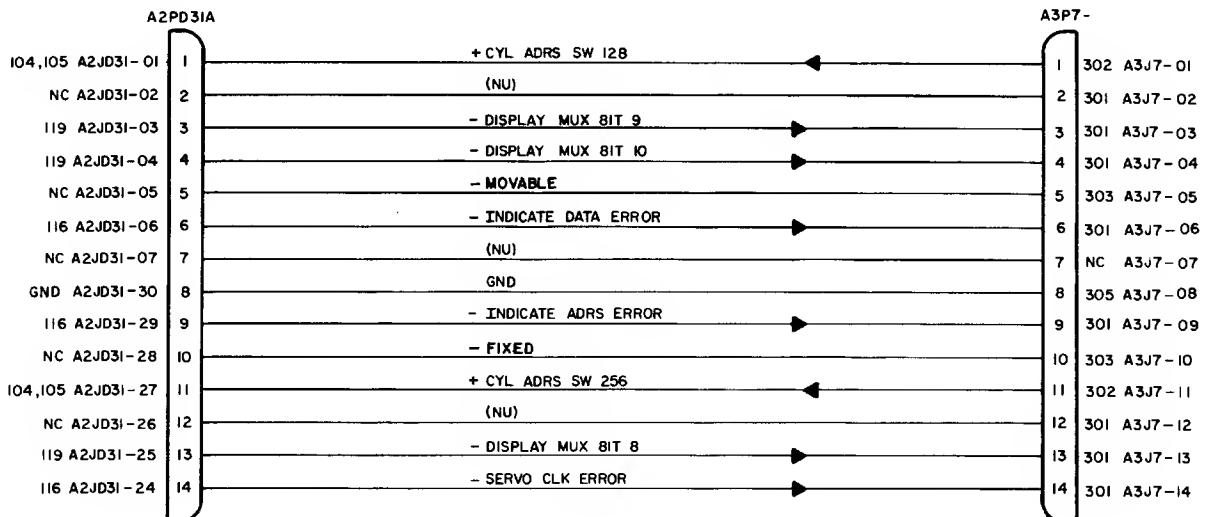 A2PD31A A3P7-
104,105 A2JD31-01 1 + CYL ADRS SW 128 1 302 A3J7-01
NC A2JD31-02 2 (NU) 2 301 A3J7-02
119 A2JD31-03 3 - DISPLAY MUX 8IT 9 3 301 A3J7-03
119 A2JD31-04 4 - DISPLAY MUX 8IT 10 4 301 A3J7-04
NC A2JD31-05 5 - MOVABLE 5 303 A3J7-05
116 A2JD31-06 6 - INDICATE DATA ERROR 6 301 A3J7-06
NC A2JD31-07 7 (NU) 7 NC A3J7-07
GND A2JD31-30 8 GND 8 305 A3J7-08
116 A2JD31-29 9 - INDICATE ADRS ERROR 9 301 A3J7-09
NC A2JD31-28 10 - FIXED 10 303 A3J7-10
104,105 A2JD31-27 11 + CYL ADRS SW 256 11 302 A3J7-11
NC A2JD31-26 12 (NU) 12 301 A3J7-12
119 A2JD31-25 13 - DISPLAY MUX 8IT 8 13 301 A3J7-13
116 A2JD31-24 14 - SERVO CLK ERROR 14 301 A3J7-14